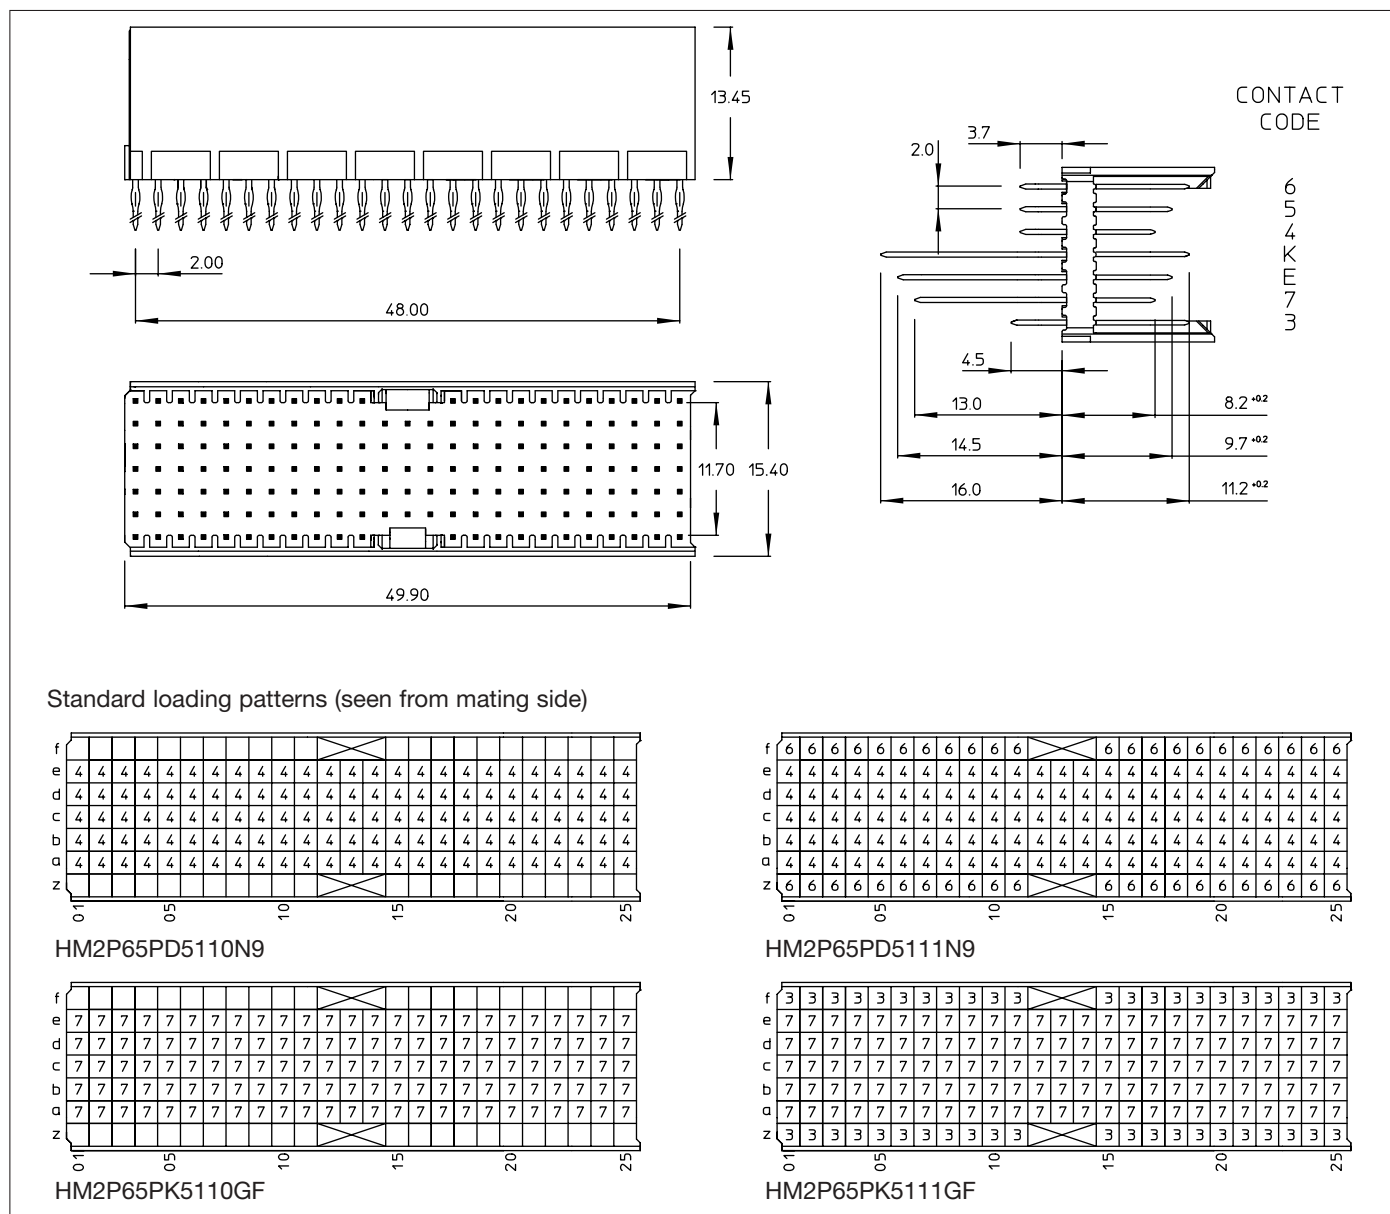 13.45
2.00
48.00
11.70
15.40
49.90
CONTACT
CODE
3.7
2.0
6
5
4
K
E
7
3
4.5
13.0
8.2 +0.2
14.5
9.7 +0.2
16.0
11.2 +0.2
Standard loading patterns (seen from mating side)
f
e 4 4 4 4 4 4 4 4 4 4 4 4 4 4 4 4 4 4 4 4 4 4 4 4 4
d 4 4 4 4 4 4 4 4 4 4 4 4 4 4 4 4 4 4 4 4 4 4 4 4 4
c 4 4 4 4 4 4 4 4 4 4 4 4 4 4 4 4 4 4 4 4 4 4 4 4 4
b 4 4 4 4 4 4 4 4 4 4 4 4 4 4 4 4 4 4 4 4 4 4 4 4 4
a 4 4 4 4 4 4 4 4 4 4 4 4 4 4 4 4 4 4 4 4 4 4 4 4 4
z
01 05 10 15 20 25
HM2P65PD5110N9
f 6 6 6 6 6 6 6 6 6 6 6 6 6 6 6 6 6 6 6 6 6 6
e 4 4 4 4 4 4 4 4 4 4 4 4 4 4 4 4 4 4 4 4 4 4 4 4 4
d 4 4 4 4 4 4 4 4 4 4 4 4 4 4 4 4 4 4 4 4 4 4 4 4 4
c 4 4 4 4 4 4 4 4 4 4 4 4 4 4 4 4 4 4 4 4 4 4 4 4 4
b 4 4 4 4 4 4 4 4 4 4 4 4 4 4 4 4 4 4 4 4 4 4 4 4 4
a 4 4 4 4 4 4 4 4 4 4 4 4 4 4 4 4 4 4 4 4 4 4 4 4 4
z 6 6 6 6 6 6 6 6 6 6 6 6 6 6 6 6 6 6 6 6 6 6
01 05 10 15 20 25
HM2P65PD5111N9
f
e 7 7 7 7 7 7 7 7 7 7 7 7 7 7 7 7 7 7 7 7 7 7 7 7 7
d 7 7 7 7 7 7 7 7 7 7 7 7 7 7 7 7 7 7 7 7 7 7 7 7 7
c 7 7 7 7 7 7 7 7 7 7 7 7 7 7 7 7 7 7 7 7 7 7 7 7 7
b 7 7 7 7 7 7 7 7 7 7 7 7 7 7 7 7 7 7 7 7 7 7 7 7 7
a 7 7 7 7 7 7 7 7 7 7 7 7 7 7 7 7 7 7 7 7 7 7 7 7 7
z
01 05 10 15 20 25
HM2P65PK5110GF
f 3 3 3 3 3 3 3 3 3 3 3 3 3 3 3 3 3 3 3 3 3 3
e 7 7 7 7 7 7 7 7 7 7 7 7 7 7 7 7 7 7 7 7 7 7 7 7 7
d 7 7 7 7 7 7 7 7 7 7 7 7 7 7 7 7 7 7 7 7 7 7 7 7 7
c 7 7 7 7 7 7 7 7 7 7 7 7 7 7 7 7 7 7 7 7 7 7 7 7 7
b 7 7 7 7 7 7 7 7 7 7 7 7 7 7 7 7 7 7 7 7 7 7 7 7 7
a 7 7 7 7 7 7 7 7 7 7 7 7 7 7 7 7 7 7 7 7 7 7 7 7 7
z 3 3 3 3 3 3 3 3 3 3 3 3 3 3 3 3 3 3 3 3 3 3
01 05 10 15 20 25
HM2P65PK5111GF